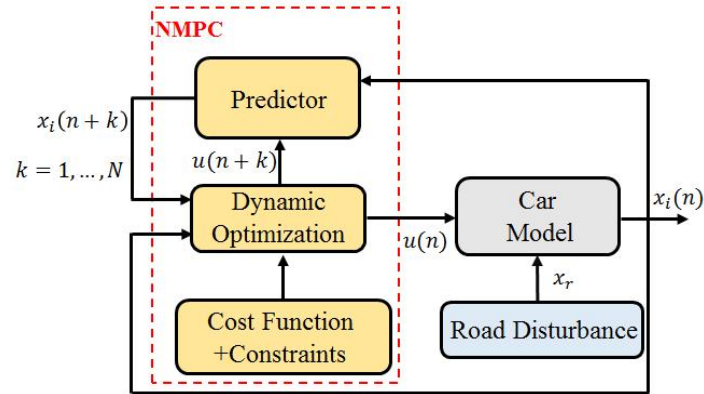 NMPC
Predictor
x_i(n + k)
k = 1, … , N
u(n + k)
Dynamic
Optimization
u(n)
Car
Model
x_i(n)
x_r
Cost Function
+Constraints
Road Disturbance